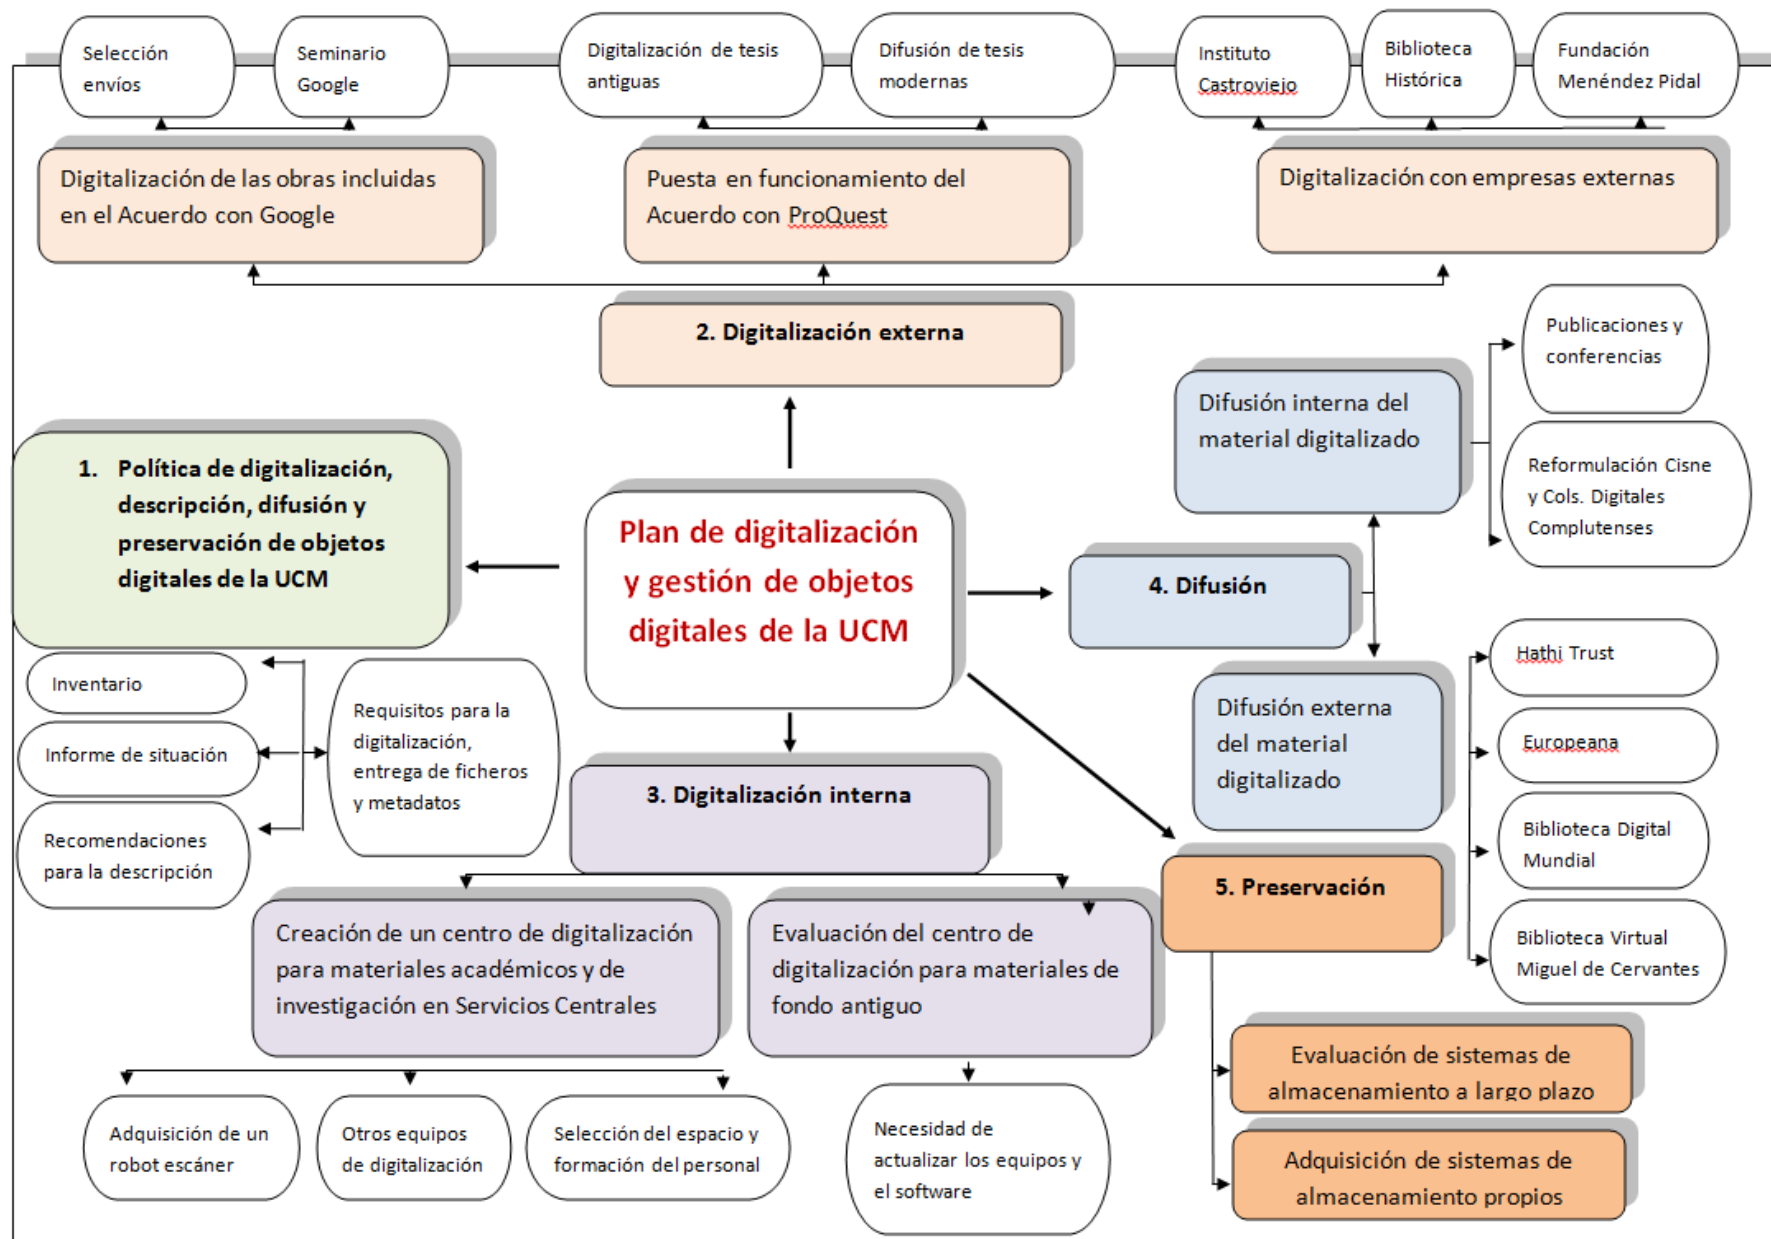 Selección
envíos
Seminario
Google
Digitalización de tesis
antiguas
Difusión de tesis
modernas
Instituto
Castroviejo
Biblioteca
Histórica
Fundación
Menéndez Pidal
Digitalización de las obras incluidas
en el Acuerdo con Google
Puesta en funcionamiento del
Acuerdo con ProQuest
Digitalización con empresas externas
2. Digitalización externa
Publicaciones y
conferencias
Difusión interna del
material digitalizado
Reformulación Cisne
y Cols. Digitales
Complutenses
1. Política de digitalización,
descripción, difusión y
preservación de objetos
digitales de la UCM
Plan de digitalización
y gestión de objetos
digitales de la UCM
4. Difusión
Inventario
Informe de situación
Recomendaciones
para la descripción
Requisitos para la
digitalización,
entrega de ficheros
y metadatos
Difusión externa
del material
digitalizado
Hathi Trust
Europeana
Biblioteca Digital
Mundial
Biblioteca Virtual
Miguel de Cervantes
3. Digitalización interna
5. Preservación
Creación de un centro de digitalización
para materiales académicos y de
investigación en Servicios Centrales
Evaluación del centro de
digitalización para materiales de
fondo antiguo
Evaluación de sistemas de
almacenamiento a largo plazo
Adquisición de sistemas de
almacenamiento propios
Adquisición de un
robot escáner
Otros equipos
de digitalización
Selección del espacio y
formación del personal
Necesidad de
actualizar los equipos y
el software